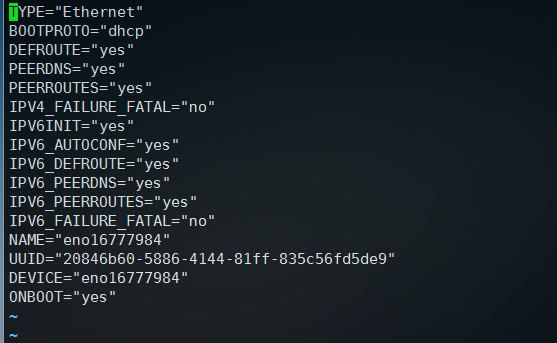 TYPE="Ethernet"
BOOTPROTO="dhcp"
DEFROUTE="yes"
PEERDNS="yes"
PEERROUTES="yes"
IPV4_FAILURE_FATAL="no"
IPV6INIT="yes"
IPV6_AUTOCONF="yes"
IPV6_DEFROUTE="yes"
IPV6_PEERDNS="yes"
IPV6_PEERROUTES="yes"
IPV6_FAILURE_FATAL="no"
NAME="eno16777984"
UUID="20846b60-5886-4144-81ff-835c56fd5de9"
DEVICE="eno16777984"
ONBOOT="yes"
~
~